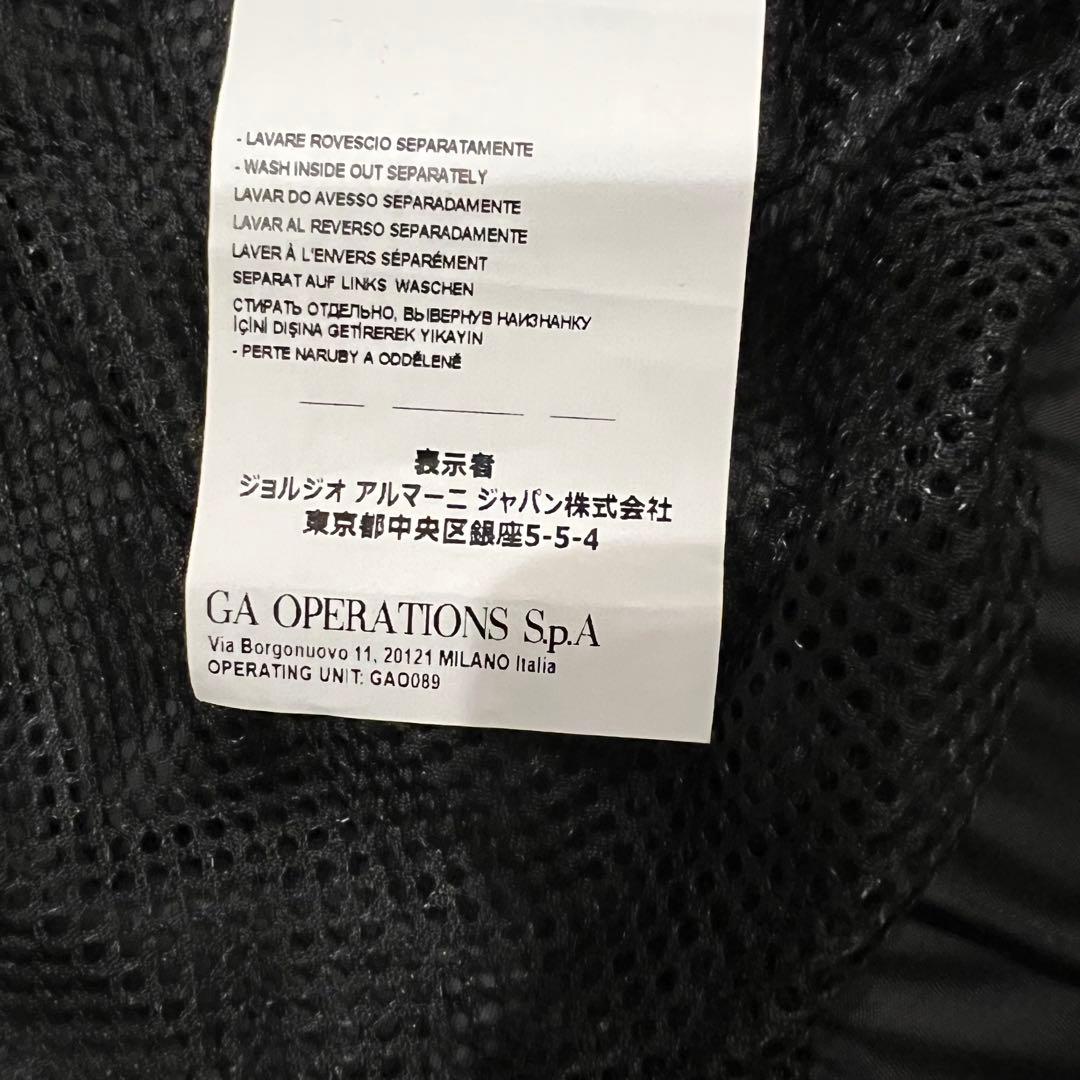 - LAVARE ROVESCIO SEPARATAMENTE
- WASH INSIDE OUT SEPARATELY
LAVAR DO AVESSO SEPARADAMENTE
LAVAR AL REVERSO SEPARADAMENTE
LAVER À L'ENVERS SÉPARÉMENT
SEPARAT AUF LINKS WASCHEN
СТИРАТЬ ОТДЕЛЬНО, ВЫВЕРНУВ НАИЗНАНКУ
İÇİNİ DIŞINA GETİREREK YIKAYIN
- PERTE NARUBY A ODDĚLENĚ
表示者
ジョルジオ アルマーニ ジャパン株式会社
東京都中央区銀座5-5-4
GA OPERATIONS S.p.A
Via Borgonuovo 11, 20121 MILANO Italia
OPERATING UNIT: GAO089